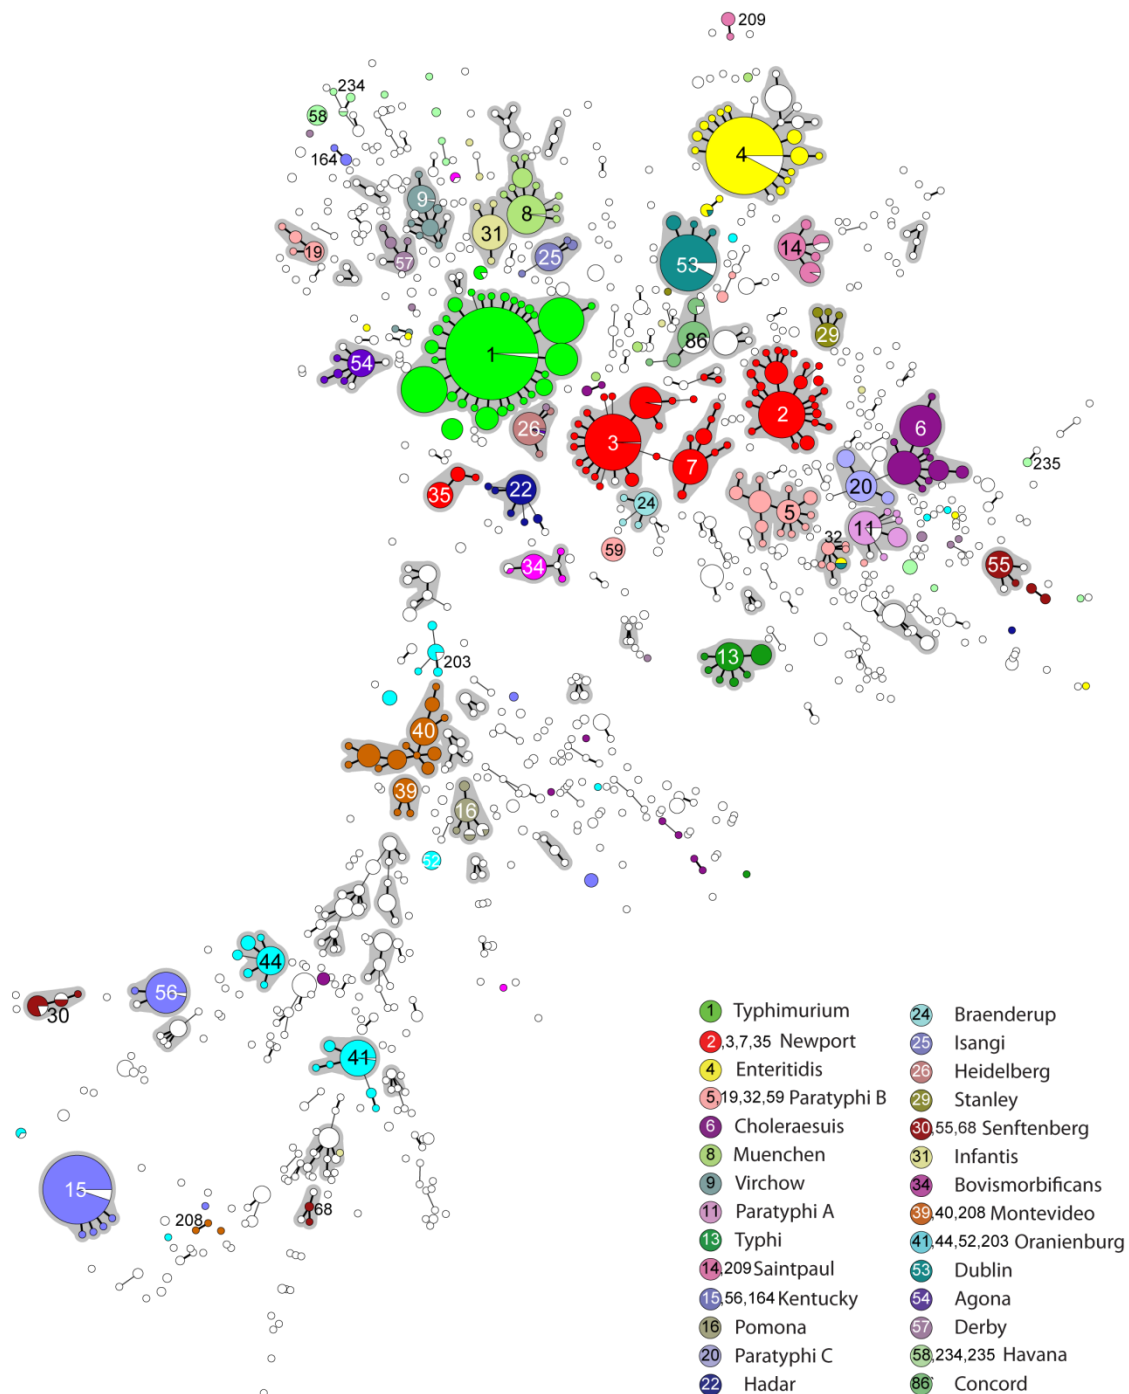 209
234
58
4
164
9
8
31
14
19
57
25
53
86
29
1
54
2
6
26
3
7
235
35
22
20
24
5
11
32
59
55
34
13
203
40
39
16
52
44
56
30
41
15
68
208
1 Typhimurium
2,3,7,35 Newport
4 Enteritidis
5,19,32,59 Paratyphi B
6 Choleraesuis
8 Muenchen
9 Virchow
11 Paratyphi A
13 Typhi
14,209 Saintpaul
15,56,164 Kentucky
16 Pomona
20 Paratyphi C
22 Hadar
24 Braenderup
25 Isangi
26 Heidelberg
29 Stanley
30,55,68 Senftenberg
31 Infantis
34 Bovismorbificans
39,40,208 Montevideo
41,44,52,203 Oranienburg
53 Dublin
54 Agona
57 Derby
58,234,235 Havana
86 Concord